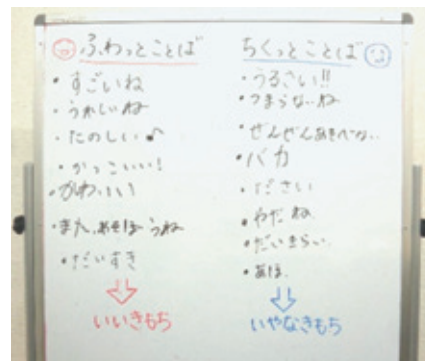 ふわっとことば
・すごいね
・うれしいね
・たのしい♪
・かっこいい!
・かわいい
・また、あそぼうね
・だいすき
⇩
いいきもち
ちくっとことば
・うるさい!!
・つまらないね
・ぜんぜんあきへん..
・バカ
・ださい
・やだね
・だいきらい
・あほ.
⇩
いやなきもち